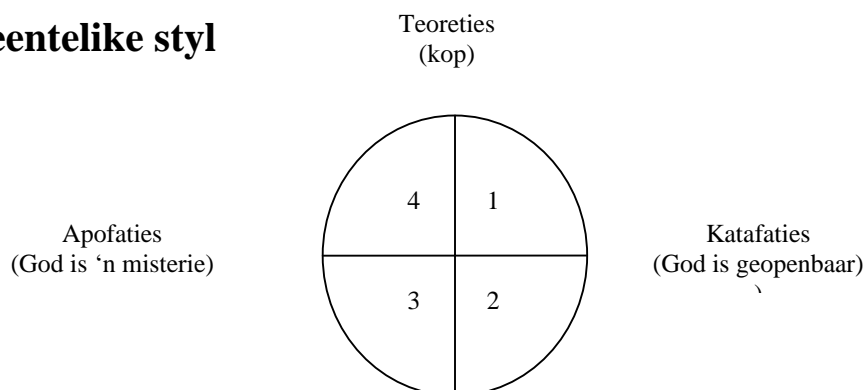 eentelike styl
Teoreties
(kop)
4
1
Apofaties
(God is ‘n misterie)
Katafaties
(God is geopenbaar)
3
2